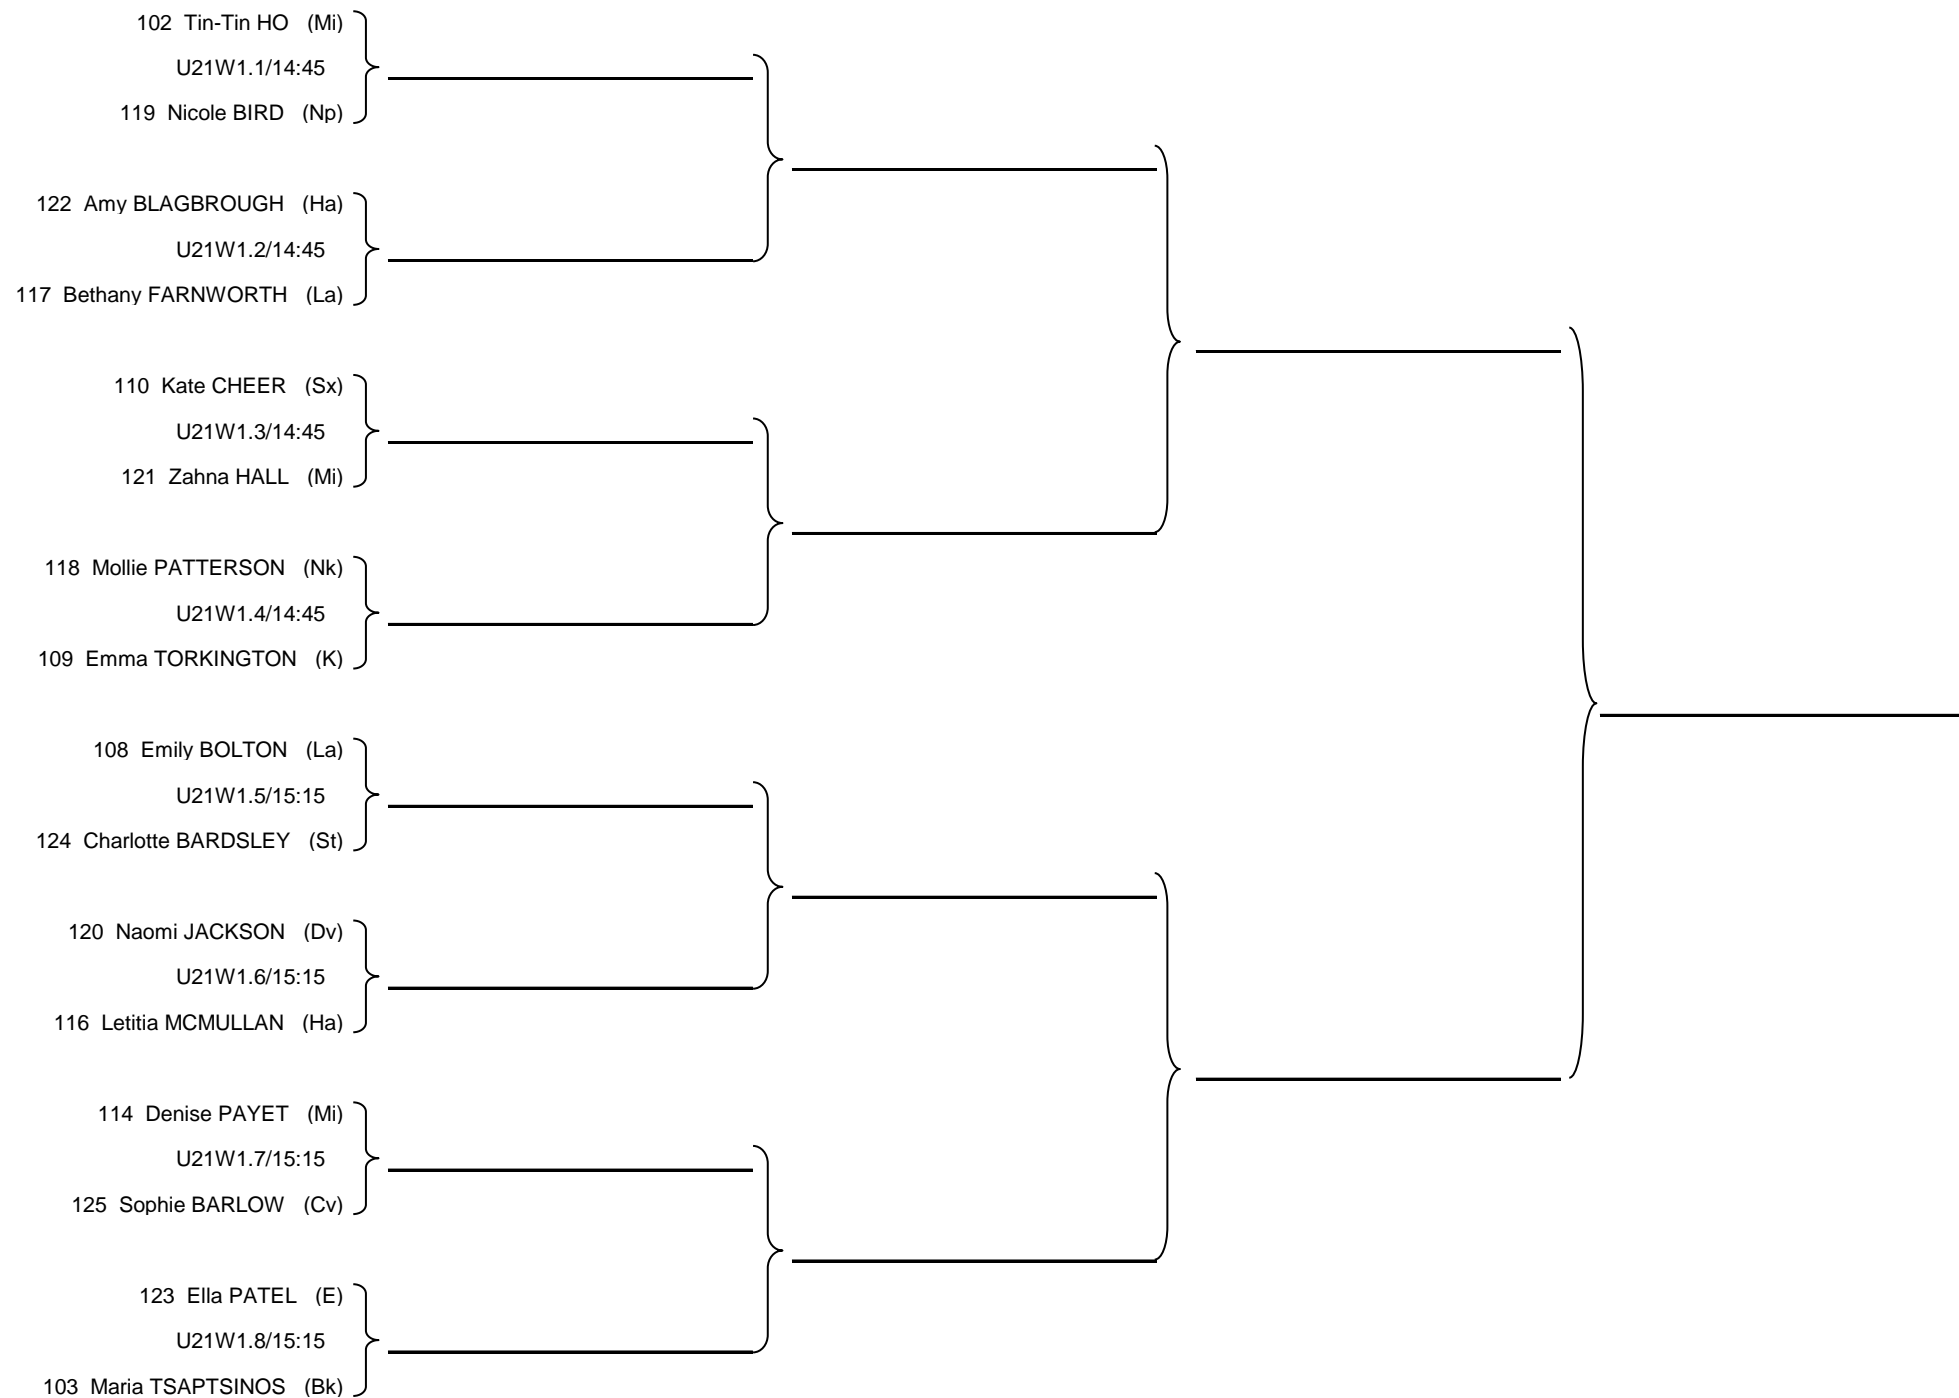 102 Tin-Tin HO (Mi)
U21W1.1/14:45
119 Nicole BIRD (Np)
122 Amy BLAGBROUGH (Ha)
U21W1.2/14:45
117 Bethany FARNWORTH (La)
110 Kate CHEER (Sx)
U21W1.3/14:45
121 Zahna HALL (Mi)
118 Mollie PATTERSON (Nk)
U21W1.4/14:45
109 Emma TORKINGTON (K)
108 Emily BOLTON (La)
U21W1.5/15:15
124 Charlotte BARDSLEY (St)
120 Naomi JACKSON (Dv)
U21W1.6/15:15
116 Letitia MCMULLAN (Ha)
114 Denise PAYET (Mi)
U21W1.7/15:15
125 Sophie BARLOW (Cv)
123 Ella PATEL (E)
U21W1.8/15:15
103 Maria TSAPTSINOS (Bk)